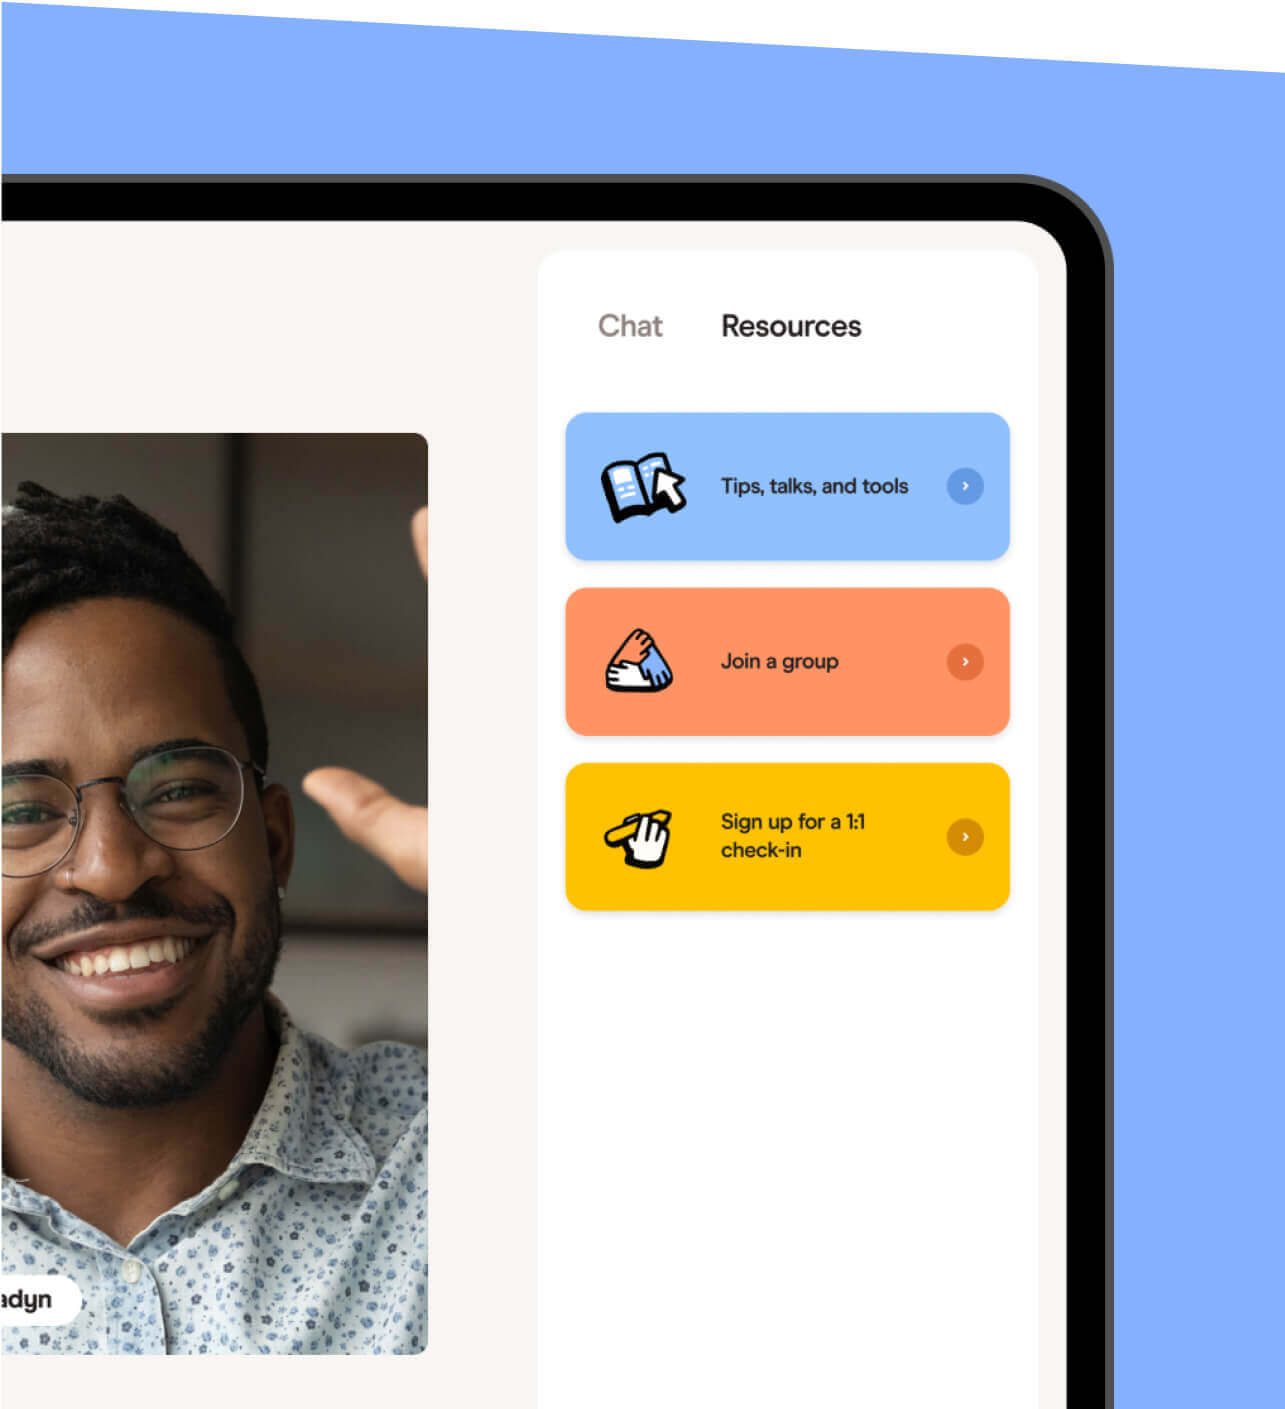 Chat
Resources
Tips, talks, and tools
Join a group
Sign up for a 1:1
check-in
adyn